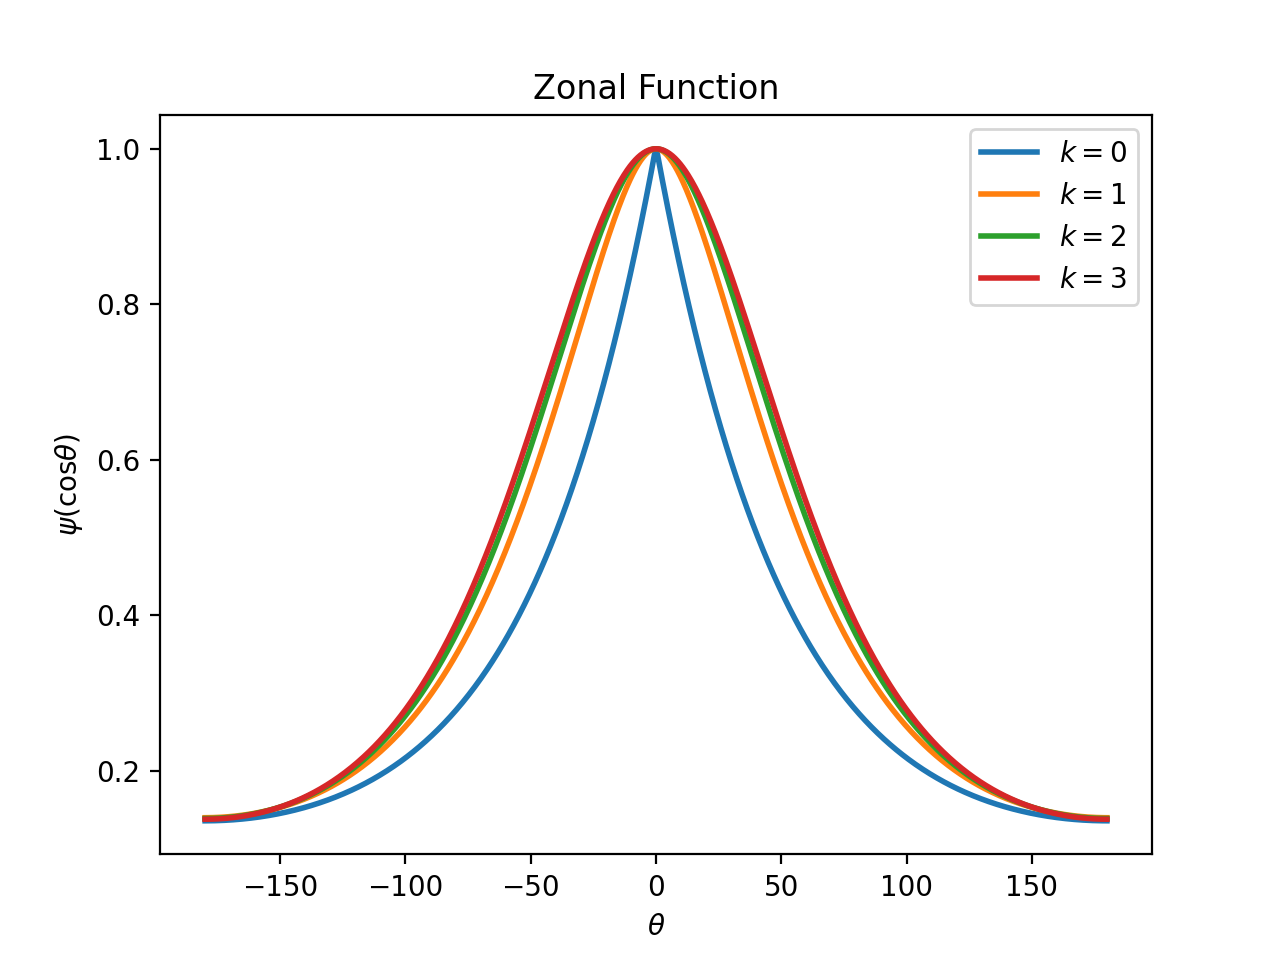 Zonal Function
k = 0
k = 1
k = 2
k = 3
1.0
0.8
0.6
0.4
0.2
ψ(cosθ)
−150 −100 −50 0 50 100 150
θ